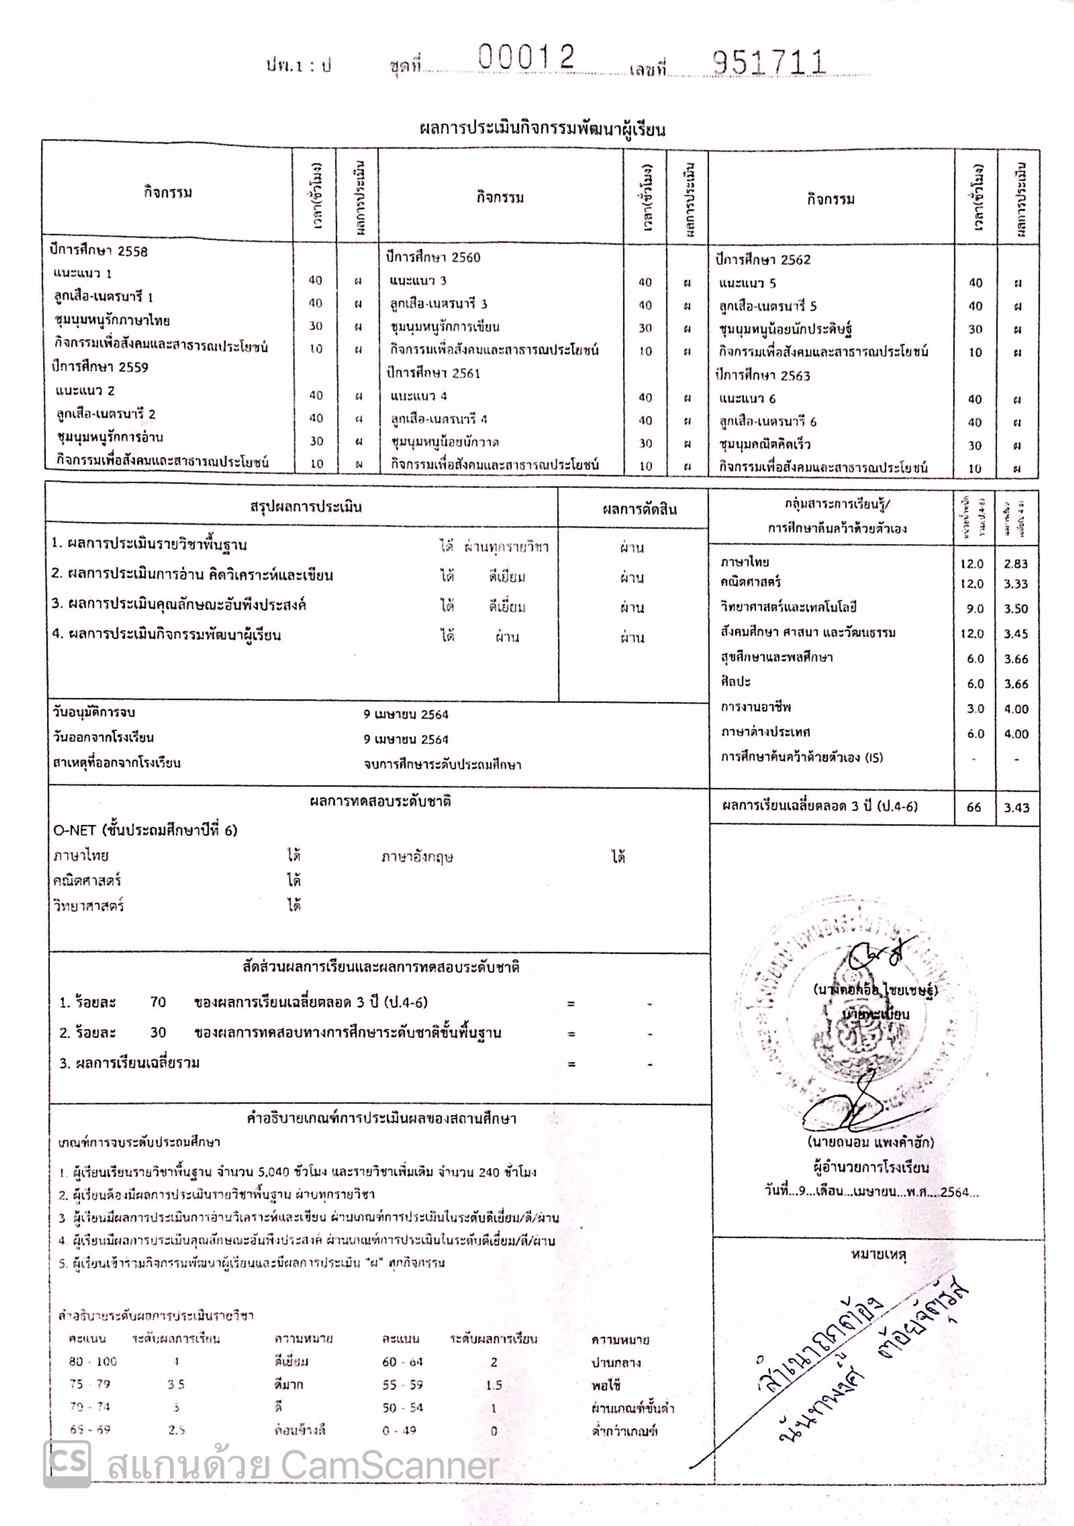 ปพ.1 : ป ชุดที่ 00012 เลขที่ 951711
ผลการประเมินกิจกรรมพัฒนาผู้เรียน
กิจกรรม เวลา(ชั่วโมง) ผลการประเมิน กิจกรรม เวลา(ชั่วโมง) ผลการประเมิน กิจกรรม เวลา(ชั่วโมง) ผลการประเมิน
ปีการศึกษา 2558 ปีการศึกษา 2560 ปีการศึกษา 2562
แนะแนว 1 40 ผ แนะแนว 3 40 ผ แนะแนว 5 40 ผ
ลูกเสือ-เนตรนารี 1 40 ผ ลูกเสือ-เนตรนารี 3 40 ผ ลูกเสือ-เนตรนารี 5 40 ผ
ชุมนุมหนูรักภาษาไทย 30 ผ ชุมนุมหนูรักการเขียน 30 ผ ชุมนุมหนูน้อยนักประดิษฐ์ 30 ผ
กิจกรรมเพื่อสังคมและสาธารณประโยชน์ 10 ผ กิจกรรมเพื่อสังคมและสาธารณประโยชน์ 10 ผ กิจกรรมเพื่อสังคมและสาธารณประโยชน์ 10 ผ
ปีการศึกษา 2559 ปีการศึกษา 2561 ปีการศึกษา 2563
แนะแนว 2 40 ผ แนะแนว 4 40 ผ แนะแนว 6 40 ผ
ลูกเสือ-เนตรนารี 2 40 ผ ลูกเสือ-เนตรนารี 4 40 ผ ลูกเสือ-เนตรนารี 6 40 ผ
ชุมนุมหนูรักการอ่าน 30 ผ ชุมนุมหนูน้อยนักวาด 30 ผ ชุมนุมคณิตคิดเร็ว 30 ผ
กิจกรรมเพื่อสังคมและสาธารณประโยชน์ 10 ผ กิจกรรมเพื่อสังคมและสาธารณประโยชน์ 10 ผ กิจกรรมเพื่อสังคมและสาธารณประโยชน์ 10 ผ
สรุปผลการประเมิน ผลการตัดสิน
1. ผลการประเมินรายวิชาพื้นฐาน ได้ ผ่านทุกรายวิชา ผ่าน
2. ผลการประเมินการอ่าน คิดวิเคราะห์และเขียน ได้ ดีเยี่ยม ผ่าน
3. ผลการประเมินคุณลักษณะอันพึงประสงค์ ได้ ดีเยี่ยม ผ่าน
4. ผลการประเมินกิจกรรมพัฒนาผู้เรียน ได้ ผ่าน ผ่าน
วันอนุมัติการจบ 9 เมษายน 2564
วันออกจากโรงเรียน 9 เมษายน 2564
สาเหตุที่ออกจากโรงเรียน จบการศึกษาระดับประถมศึกษา
กลุ่มสาระการเรียนรู้/
การศึกษาค้นคว้าด้วยตัวเอง
ภาษาไทย 12.0 2.83
คณิตศาสตร์ 12.0 3.33
วิทยาศาสตร์และเทคโนโลยี 9.0 3.50
สังคมศึกษา ศาสนา และวัฒนธรรม 12.0 3.45
สุขศึกษาและพลศึกษา 6.0 3.66
ศิลปะ 6.0 3.66
การงานอาชีพ 3.0 4.00
ภาษาต่างประเทศ 6.0 4.00
การศึกษาค้นคว้าด้วยตัวเอง (IS) - -
ผลการเรียนเฉลี่ยตลอด 3 ปี (ป.4-6) 66 3.43
ผลการทดสอบระดับชาติ
O-NET (ชั้นประถมศึกษาปีที่ 6)
ภาษาไทย ได้ ภาษาอังกฤษ ได้
คณิตศาสตร์ ได้
วิทยาศาสตร์ ได้
สัดส่วนผลการเรียนและผลการทดสอบระดับชาติ
1. ร้อยละ 70 ของผลการเรียนเฉลี่ยตลอด 3 ปี (ป.4-6) = -
2. ร้อยละ 30 ของผลการทดสอบทางการศึกษาระดับชาติขั้นพื้นฐาน = -
3. ผลการเรียนเฉลี่ยรวม = -
ไชยเชษฐ์)
นายทะเบียน
(นายถนอม แพงคำฮัก)
ผู้อำนวยการโรงเรียน
วันที่...9...เดือน...เมษายน...พ.ศ....2564...
คำอธิบายเกณฑ์การประเมินผลของสถานศึกษา
เกณฑ์การจบระดับประถมศึกษา
1. ผู้เรียนเรียนรายวิชาพื้นฐาน จำนวน 5,040 ชั่วโมง และรายวิชาเพิ่มเติม จำนวน 240 ชั่วโมง
2. ผู้เรียนต้องมีผลการประเมินรายวิชาพื้นฐาน ผ่านทุกรายวิชา
3 ผู้เรียนมีผลการประเมินการอ่านวิเคราะห์และเขียน ผ่านเกณฑ์การประเมินในระดับดีเยี่ยม/ดี/ผ่าน
4. ผู้เรียนมีผลการประเมินคุณลักษณะอันพึงประสงค์ ผ่านเกณฑ์การประเมินในระดับดีเยี่ยม/ดี/ผ่าน
5. ผู้เรียนเข้าร่วมกิจกรรมพัฒนาผู้เรียนและมีผลการประเมิน "ผ" ทุกกิจกรรม
คำอธิบายระดับผลการประเมินรายวิชา
คะแนน ระดับผลการเรียน ความหมาย คะแนน ระดับผลการเรียน ความหมาย
80 - 100 4 ดีเยี่ยม 60 - 64 2 ปานกลาง
75 - 79 3.5 ดีมาก 55 - 59 1.5 พอใช้
70 - 74 3 ดี 50 - 54 1 ผ่านเกณฑ์ขั้นต่ำ
65 - 69 2.5 ค่อนข้างดี 0 - 49 0 ต่ำกว่าเกณฑ์
หมายเหตุ
สำเนาถูกต้อง
CS สแกนด้วย CamScanner